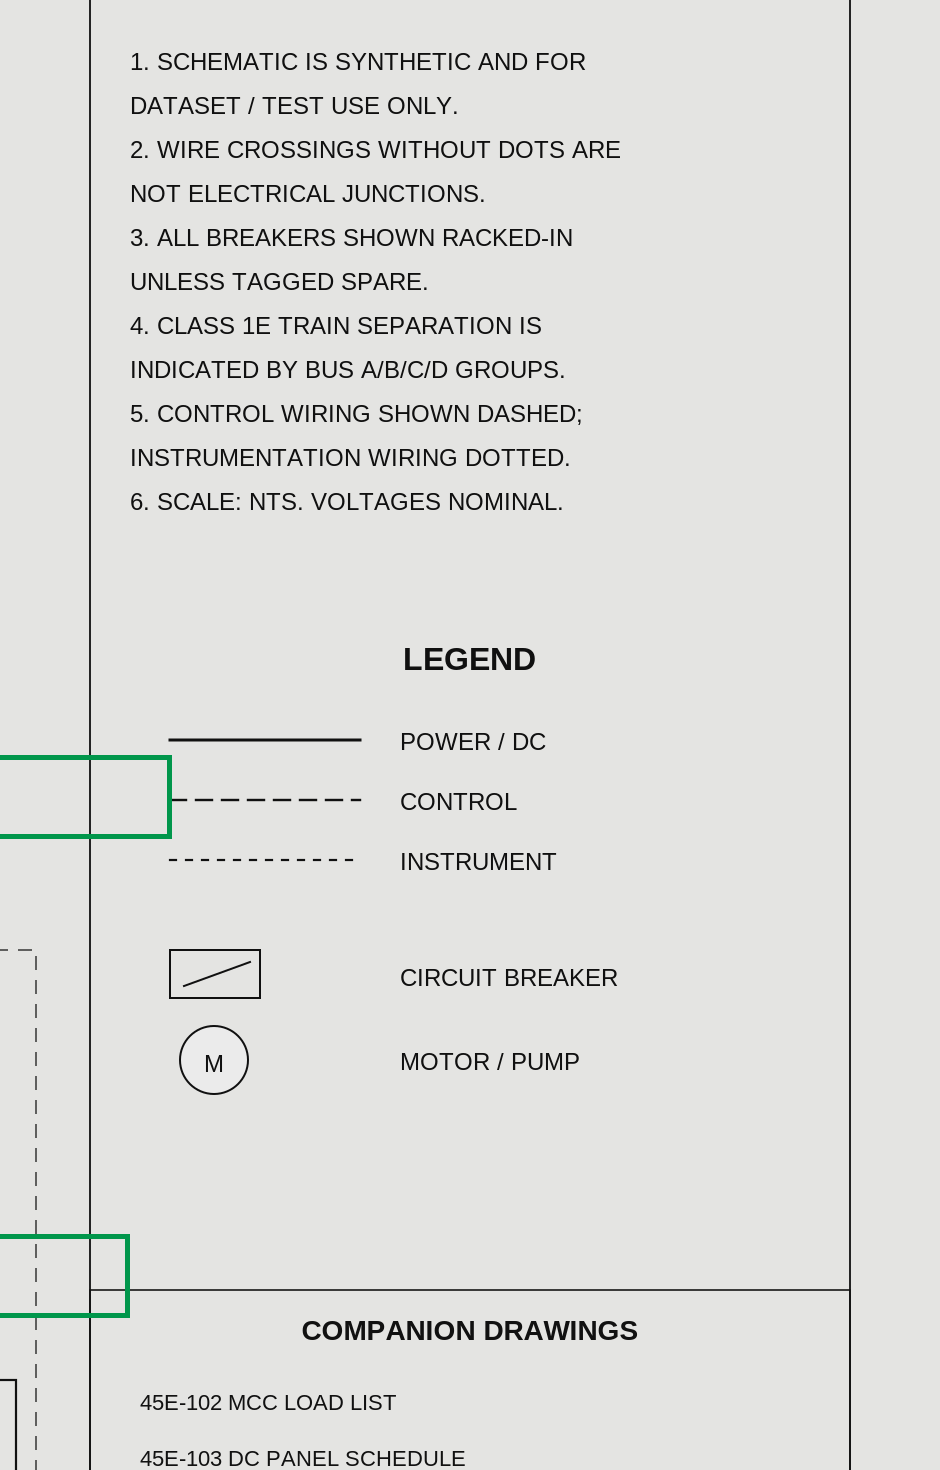 1. SCHEMATIC IS SYNTHETIC AND FOR
DATASET / TEST USE ONLY.
2. WIRE CROSSINGS WITHOUT DOTS ARE
NOT ELECTRICAL JUNCTIONS.
3. ALL BREAKERS SHOWN RACKED-IN
UNLESS TAGGED SPARE.
4. CLASS 1E TRAIN SEPARATION IS
INDICATED BY BUS A/B/C/D GROUPS.
5. CONTROL WIRING SHOWN DASHED;
INSTRUMENTATION WIRING DOTTED.
6. SCALE: NTS. VOLTAGES NOMINAL.
LEGEND
POWER / DC
CONTROL
INSTRUMENT
CIRCUIT BREAKER
M MOTOR / PUMP
COMPANION DRAWINGS
45E-102 MCC LOAD LIST
45E-103 DC PANEL SCHEDULE